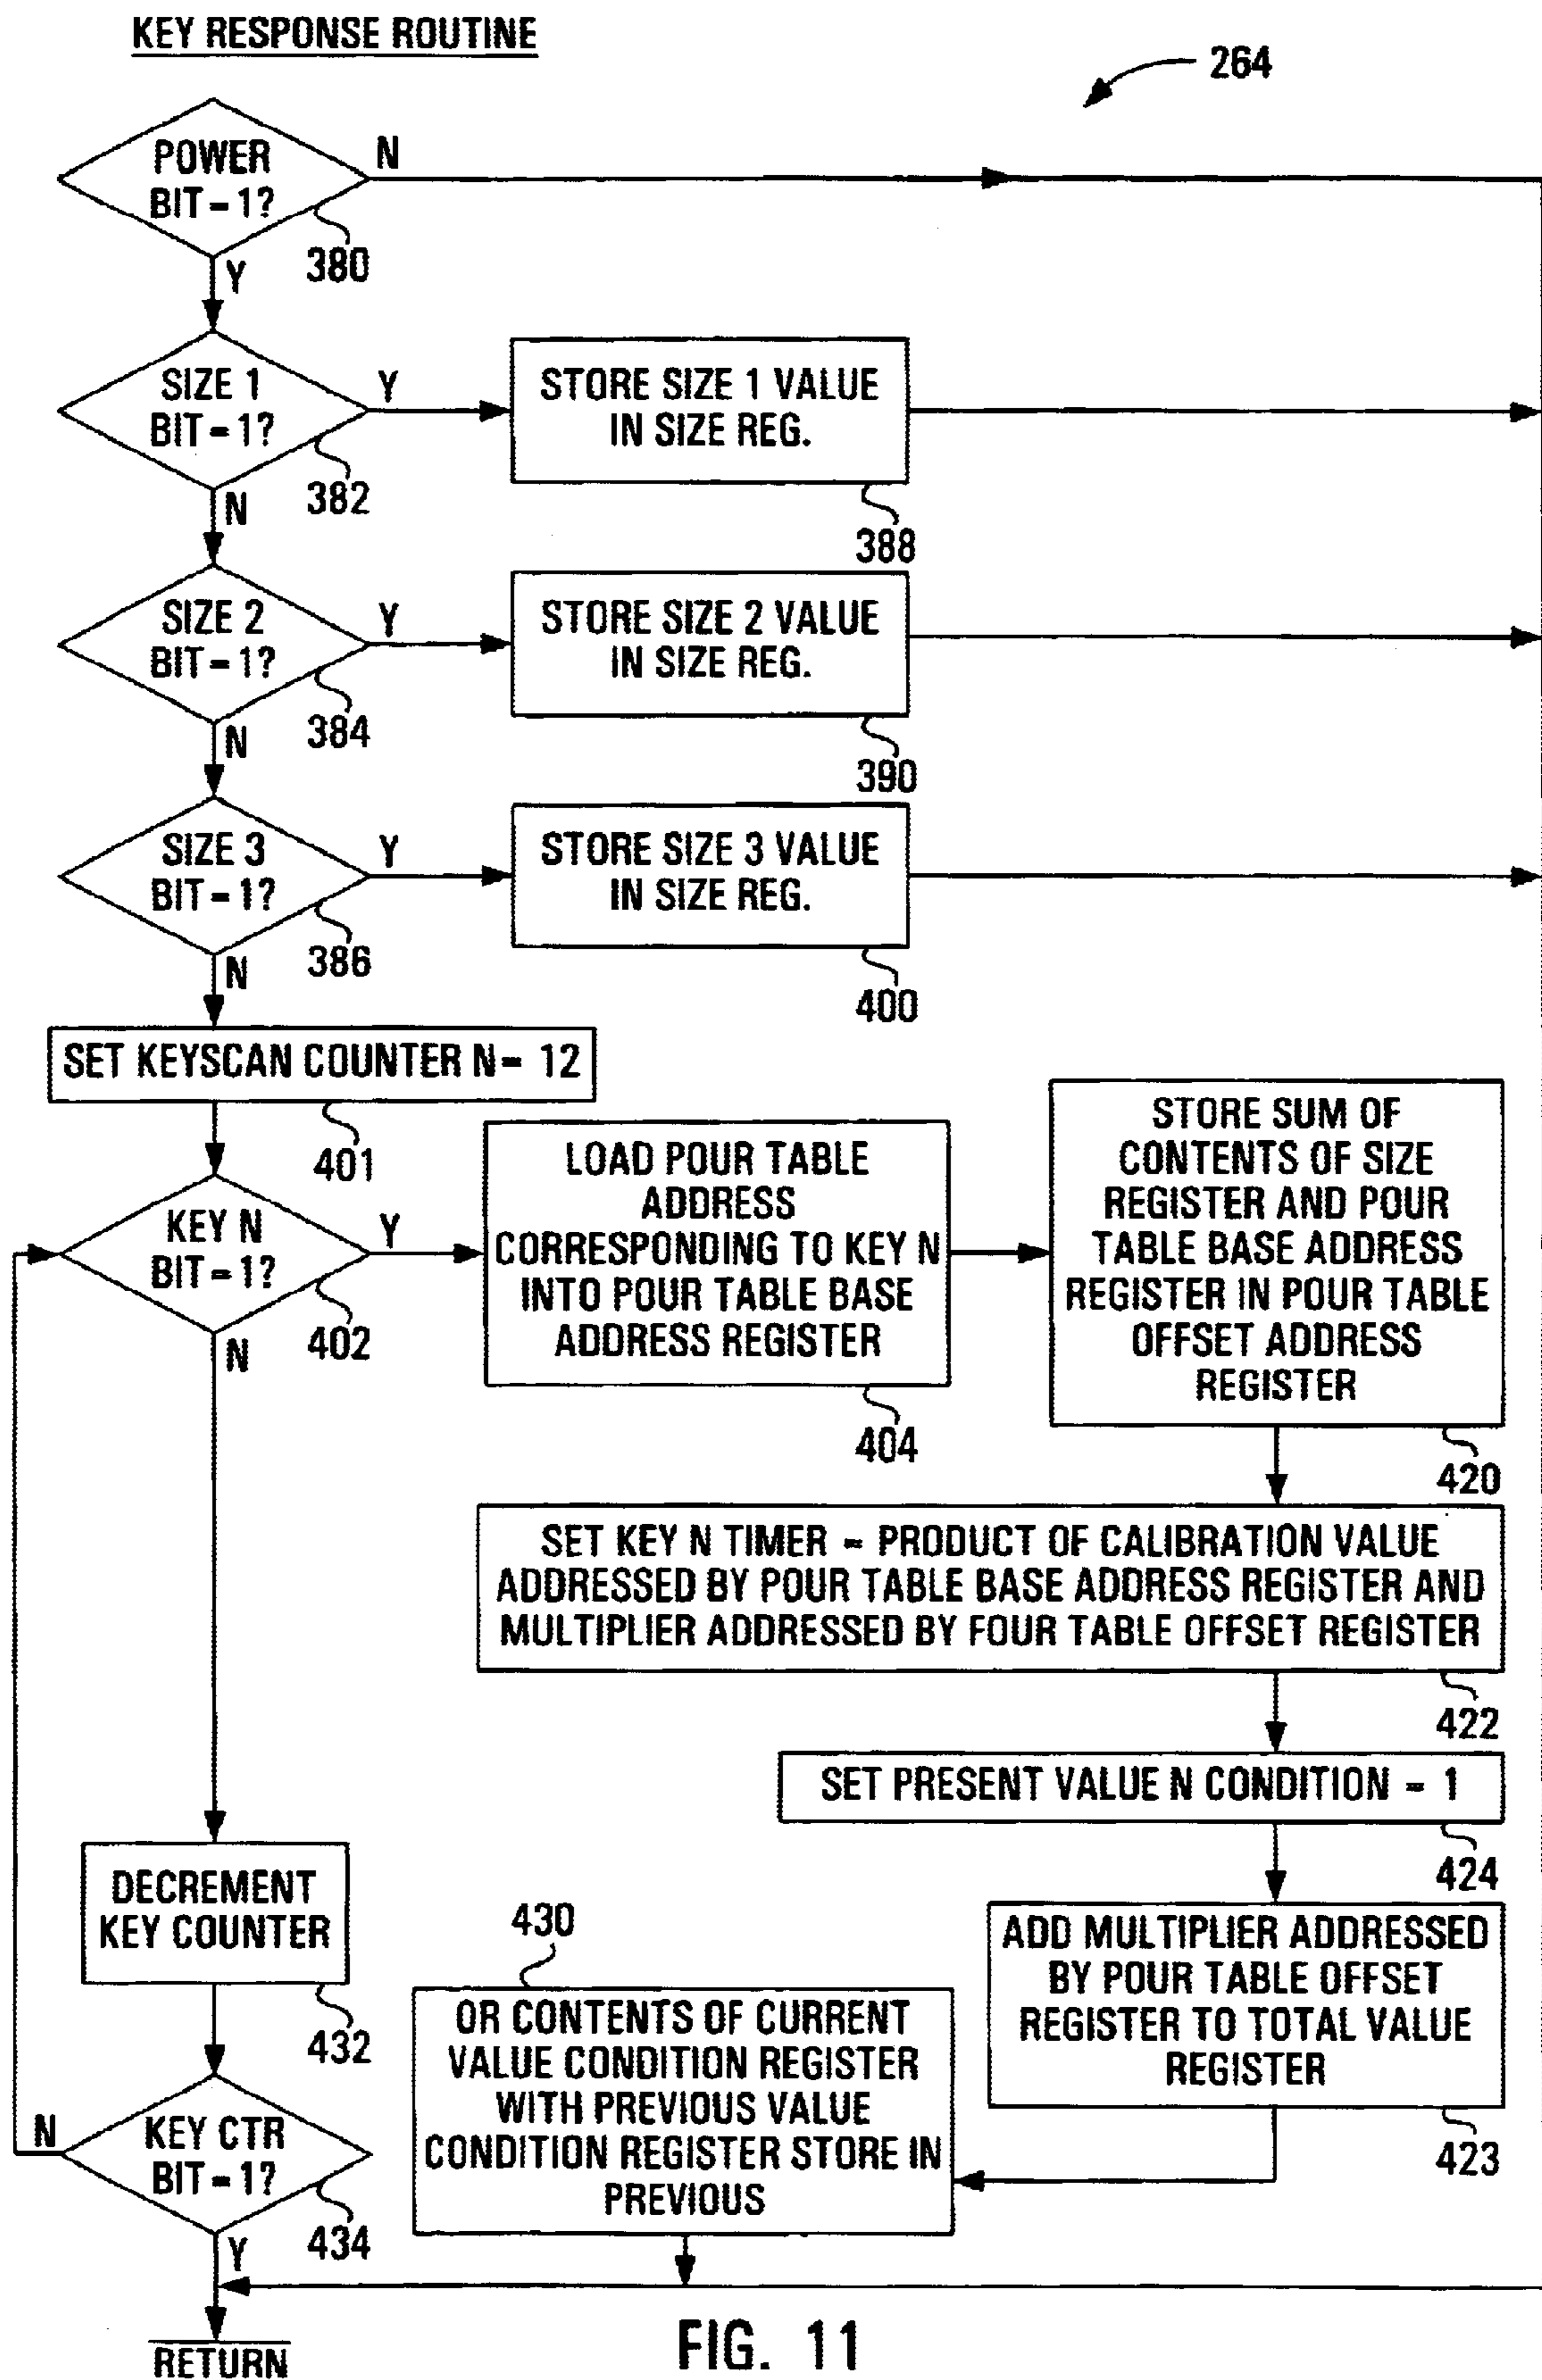 KEY RESPONSE ROUTINE
264
POWER
BIT = 1?
N
380
Y
SIZE 1
BIT = 1?
Y
STORE SIZE 1 VALUE
IN SIZE REG.
382
N
388
SIZE 2
BIT = 1?
Y
STORE SIZE 2 VALUE
IN SIZE REG.
384
N
390
SIZE 3
BIT = 1?
Y
STORE SIZE 3 VALUE
IN SIZE REG.
386
N
400
SET KEYSCAN COUNTER N = 12
401
KEY N
BIT = 1?
Y
402
N
LOAD POUR TABLE
ADDRESS
CORRESPONDING TO KEY N
INTO POUR TABLE BASE
ADDRESS REGISTER
404
STORE SUM OF
CONTENTS OF SIZE
REGISTER AND POUR
TABLE BASE ADDRESS
REGISTER IN POUR TABLE
OFFSET ADDRESS
REGISTER
420
SET KEY N TIMER = PRODUCT OF CALIBRATION VALUE
ADDRESSED BY POUR TABLE BASE ADDRESS REGISTER AND
MULTIPLIER ADDRESSED BY FOUR TABLE OFFSET REGISTER
422
SET PRESENT VALUE N CONDITION = 1
424
ADD MULTIPLIER ADDRESSED
BY POUR TABLE OFFSET
REGISTER TO TOTAL VALUE
REGISTER
423
430
OR CONTENTS OF CURRENT
VALUE CONDITION REGISTER
WITH PREVIOUS VALUE
CONDITION REGISTER STORE IN
PREVIOUS
DECREMENT
KEY COUNTER
432
N
KEY CTR
BIT = 1?
434
Y
RETURN
FIG. 11